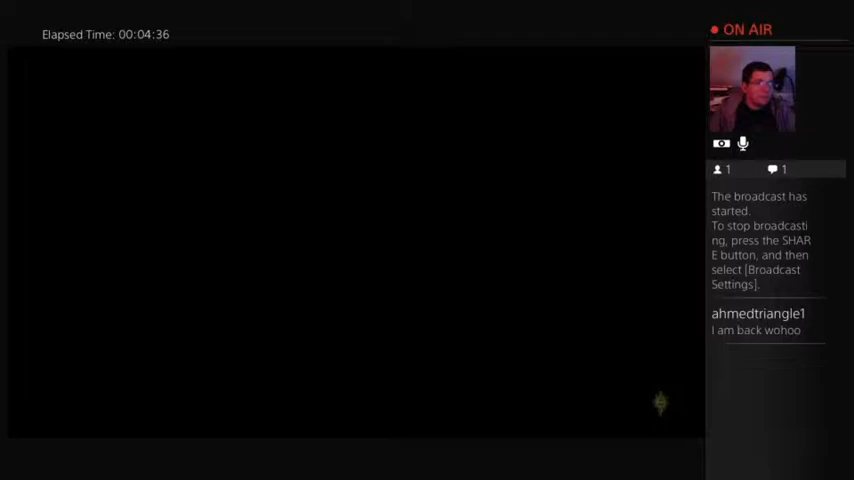 Elapsed Time: 00:04:36
ON AIR
1
1
The broadcast has
started.
To stop broadcasti
ng, press the SHAR
E button, and then
select [Broadcast
Settings].
ahmedtriangle1
I am back wohoo